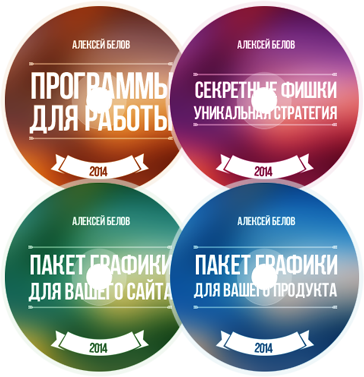 АЛЕКСЕЙ БЕЛОВ
ПРОГРАММЫ
ДЛЯ РАБОТЫ
2014
АЛЕКСЕЙ БЕЛОВ
СЕКРЕТНЫЕ ФИШКИ
УНИКАЛЬНАЯ СТРАТЕГИЯ
2014
АЛЕКСЕЙ БЕЛОВ
ПАКЕТ ГРАФИКИ
ДЛЯ ВАШЕГО САЙТА
2014
АЛЕКСЕЙ БЕЛОВ
ПАКЕТ ГРАФИКИ
ДЛЯ ВАШЕГО ПРОДУКТА
2014